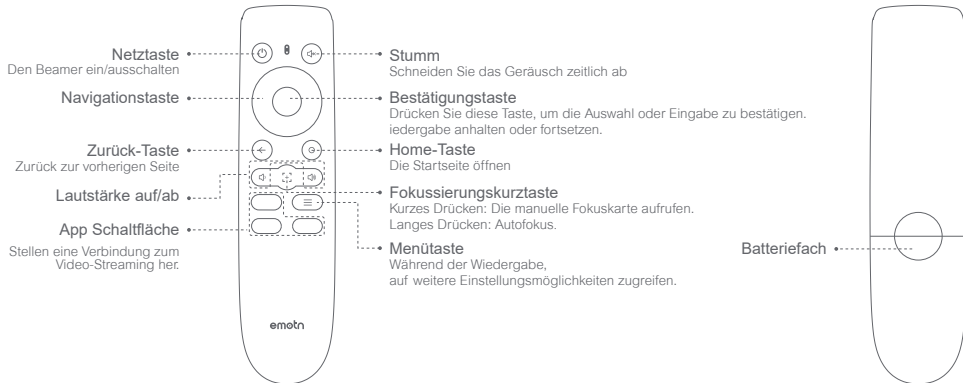 Netztaste
Den Beamer ein/ausschalten
Navigationstaste
Zurück-Taste
Zurück zur vorherigen Seite
Lautstärke auf/ab
App Schaltfläche
Stellen eine Verbindung zum
Video-Streaming her.
emotn
Stumm
Schneiden Sie das Geräusch zeitlich ab
Bestätigungstaste
Drücken Sie diese Taste, um die Auswahl oder Eingabe zu bestätigen.
iedergabe anhalten oder fortsetzen.
Home-Taste
Die Startseite öffnen
Fokussierungskurztaste
Kurzes Drücken: Die manuelle Fokuskarte aufrufen.
Langes Drücken: Autofokus.
Menütaste
Während der Wiedergabe,
auf weitere Einstellungsmöglichkeiten zugreifen.
Batteriefach